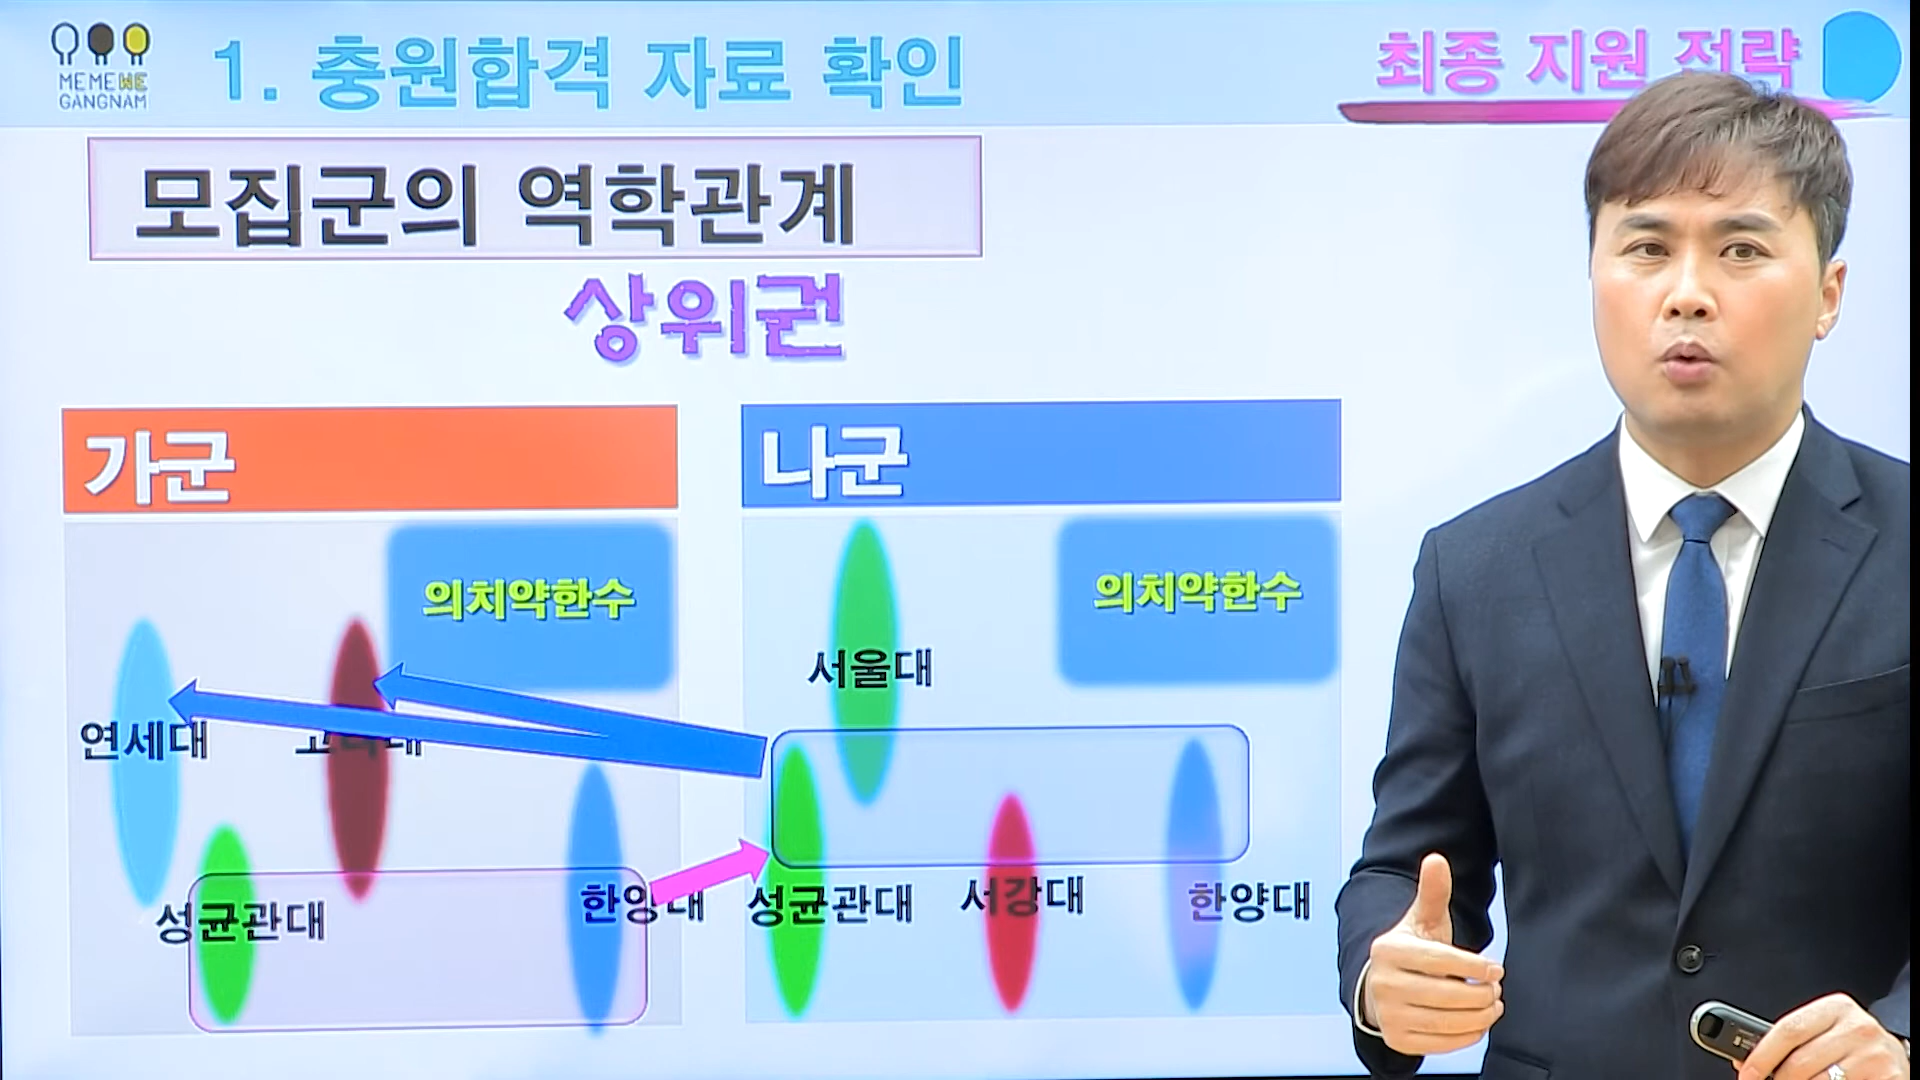 MEMEWE
GANGNAM
1. 충원합격 자료 확인
최종 지원 전략
모집군의 역학관계
상위권
가군
의치약한수
연세대
고려대
성균관대
한양대
나군
의치약한수
서울대
성균관대
서강대
한양대